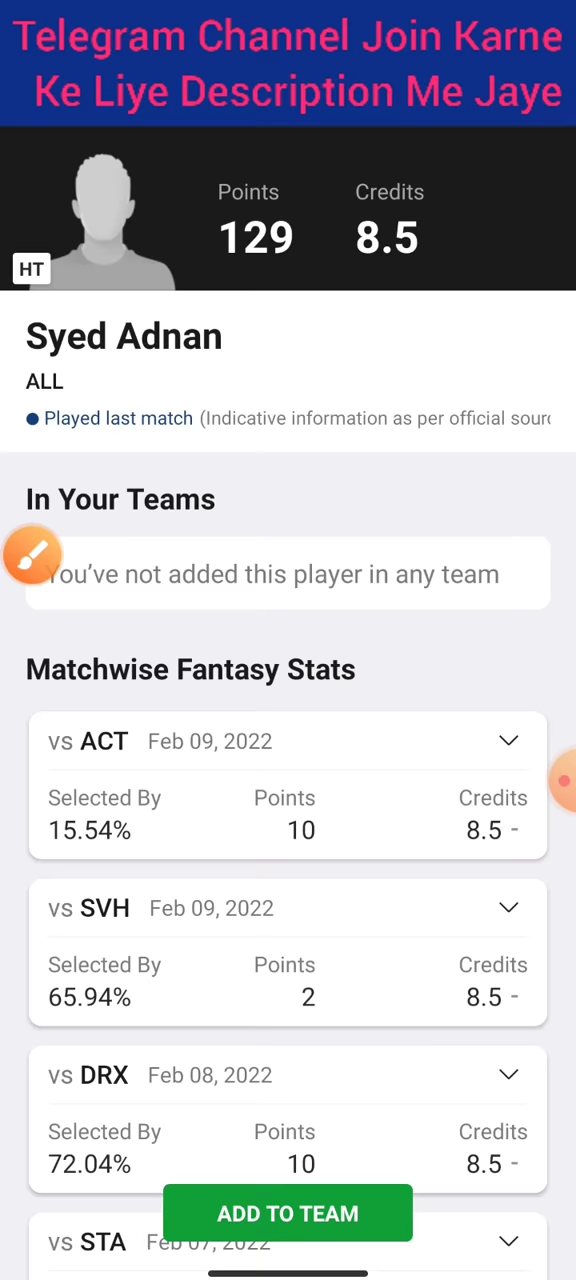 Telegram Channel Join Karne
Ke Liye Description Me Jaye
Points Credits
129 8.5
HT
Syed Adnan
ALL
Played last match (Indicative information as per official sour
In Your Teams
You've not added this player in any team
Matchwise Fantasy Stats
vs ACT Feb 09, 2022
Selected By Points Credits
15.54% 10 8.5 -
vs SVH Feb 09, 2022
Selected By Points Credits
65.94% 2 8.5 -
vs DRX Feb 08, 2022
Selected By Points Credits
72.04% 10 8.5 -
ADD TO TEAM
vs STA Feb 07, 2022